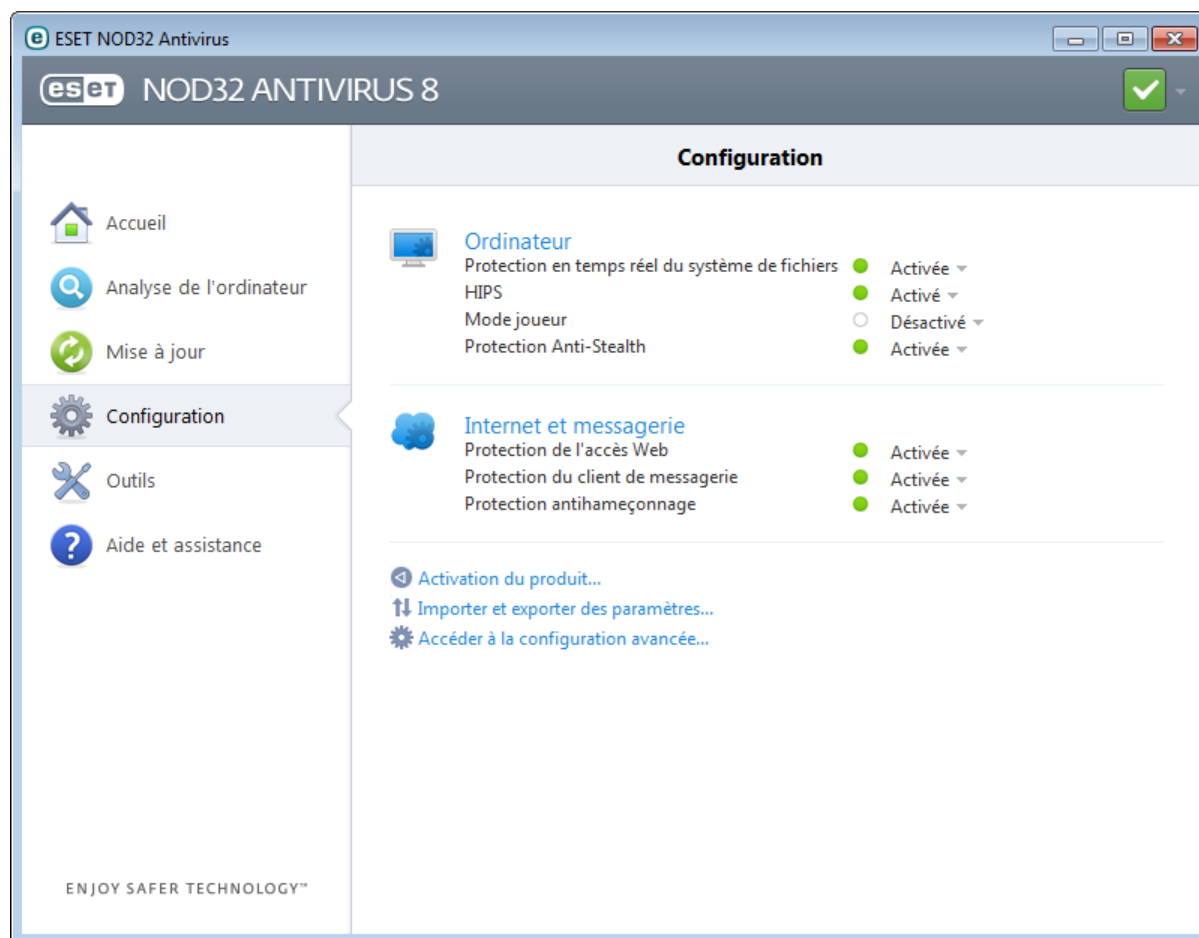 ESET NOD32 Antivirus
eset NOD32 ANTIVIRUS 8
Configuration
Accueil
Analyse de l'ordinateur
Mise à jour
Configuration
Outils
Aide et assistance
ENJOY SAFER TECHNOLOGY™
Ordinateur
Protection en temps réel du système de fichiers Activée
HIPS Activé
Mode joueur Désactivé
Protection Anti-Stealth Activée
Internet et messagerie
Protection de l'accès Web Activée
Protection du client de messagerie Activée
Protection antihameçonnage Activée
Activation du produit...
Importer et exporter des paramètres...
Accéder à la configuration avancée...